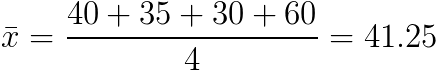 x̄ = (40 + 35 + 30 + 60) / 4 = 41.25